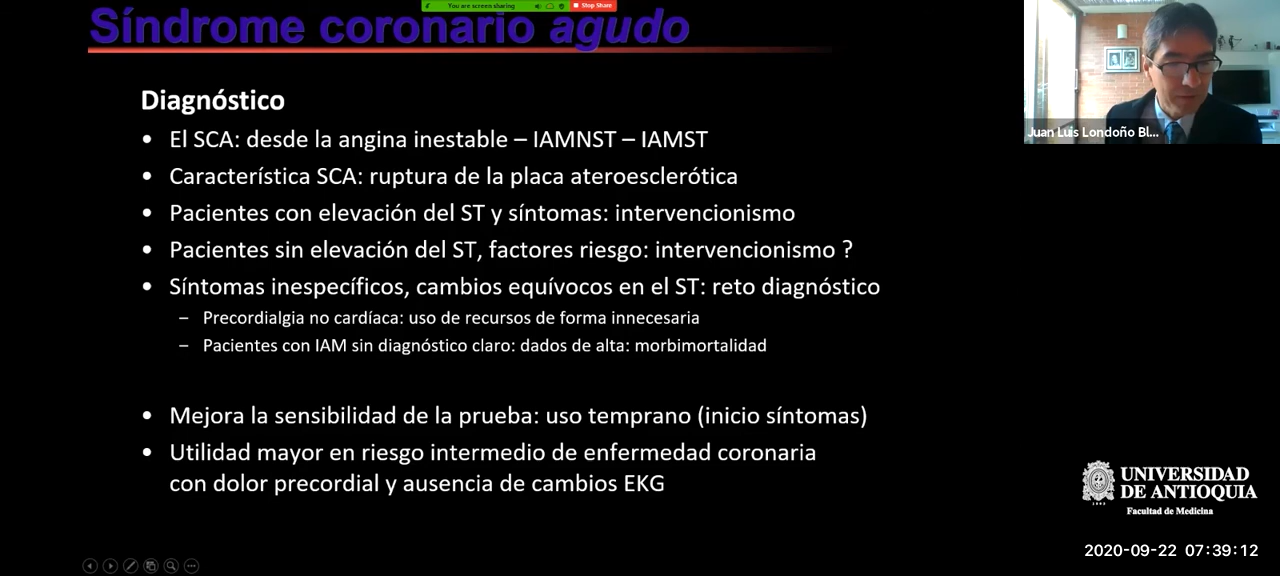 You are screen sharing
Stop Share
Síndrome coronario agudo
Diagnóstico
• El SCA: desde la angina inestable – IAMNST – IAMST
• Característica SCA: ruptura de la placa ateroesclerótica
• Pacientes con elevación del ST y síntomas: intervencionismo
• Pacientes sin elevación del ST, factores riesgo: intervencionismo ?
• Síntomas inespecíficos, cambios equívocos en el ST: reto diagnóstico
– Precordialgia no cardíaca: uso de recursos de forma innecesaria
– Pacientes con IAM sin diagnóstico claro: dados de alta: morbimortalidad
• Mejora la sensibilidad de la prueba: uso temprano (inicio síntomas)
• Utilidad mayor en riesgo intermedio de enfermedad coronaria
con dolor precordial y ausencia de cambios EKG
Juan Luis Londoño Bl...
UNIVERSIDAD
DE ANTIOQUIA
Facultad de Medicina
1803
2020-09-22 07:39:12